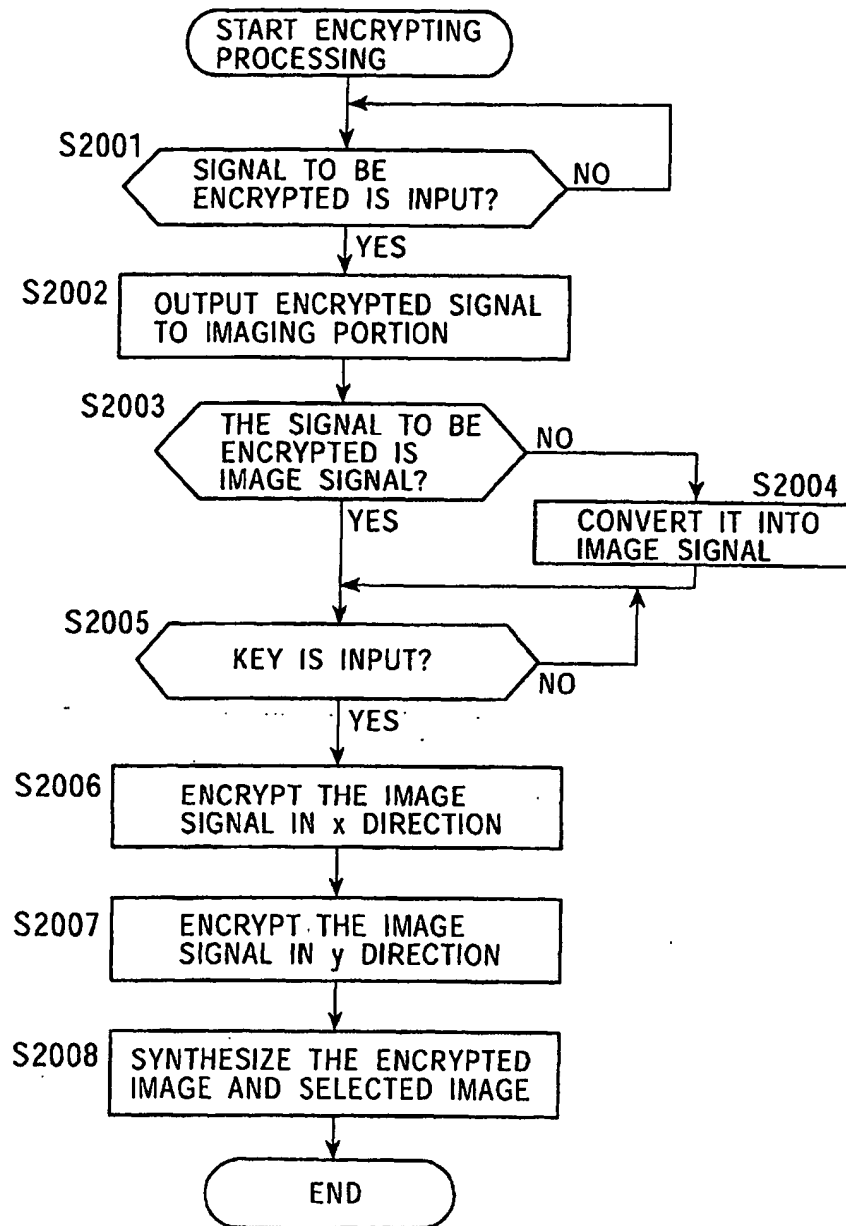 START ENCRYPTING
PROCESSING
S2001
SIGNAL TO BE
ENCRYPTED IS INPUT?
NO
YES
S2002
OUTPUT ENCRYPTED SIGNAL
TO IMAGING PORTION
S2003
THE SIGNAL TO BE
ENCRYPTED IS
IMAGE SIGNAL?
NO
YES
S2004
CONVERT IT INTO
IMAGE SIGNAL
S2005
KEY IS INPUT?
NO
YES
S2006
ENCRYPT THE IMAGE
SIGNAL IN x DIRECTION
S2007
ENCRYPT THE IMAGE
SIGNAL IN y DIRECTION
S2008
SYNTHESIZE THE ENCRYPTED
IMAGE AND SELECTED IMAGE
END